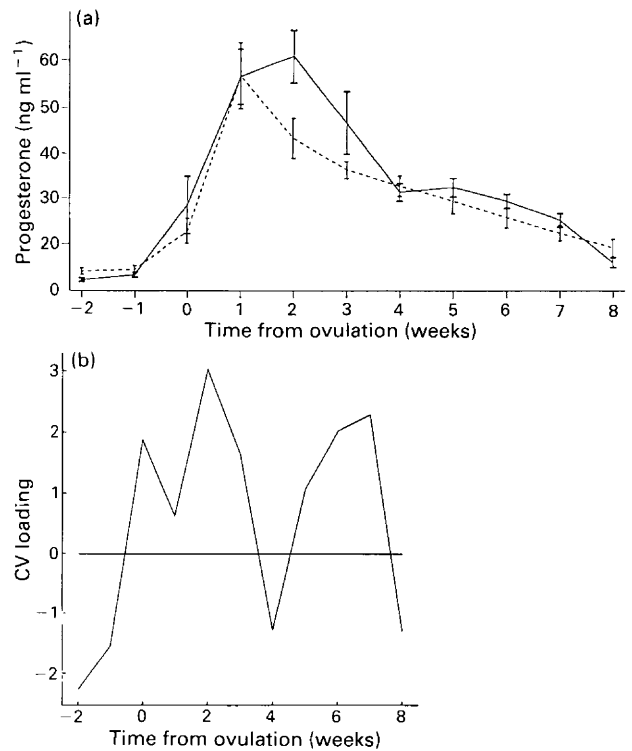 (a)
Progesterone (ng ml⁻¹)
60
50
40
30
20
10
0
−2 −1 0 1 2 3 4 5 6 7 8
Time from ovulation (weeks)
(b)
CV loading
3
2
1
0
−1
−2
−2 0 2 4 6 8
Time from ovulation (weeks)